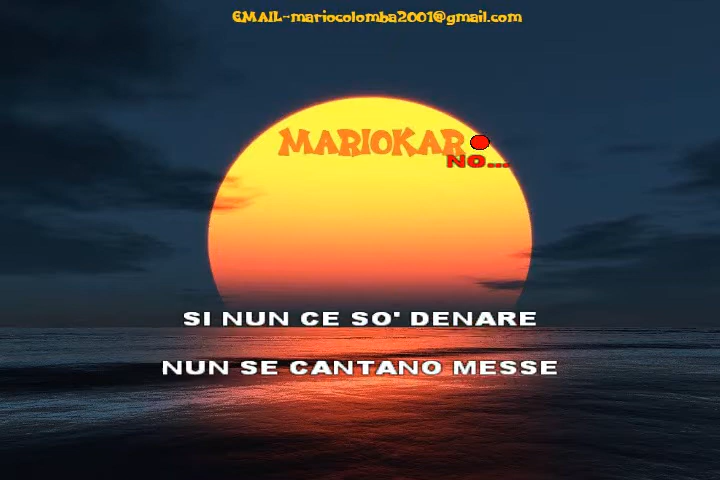 EMAIL-mariocolomba2001@gmail.com
MARIOKAR
NO...
SI NUN CE SO' DENARE
NUN SE CANTANO MESSE